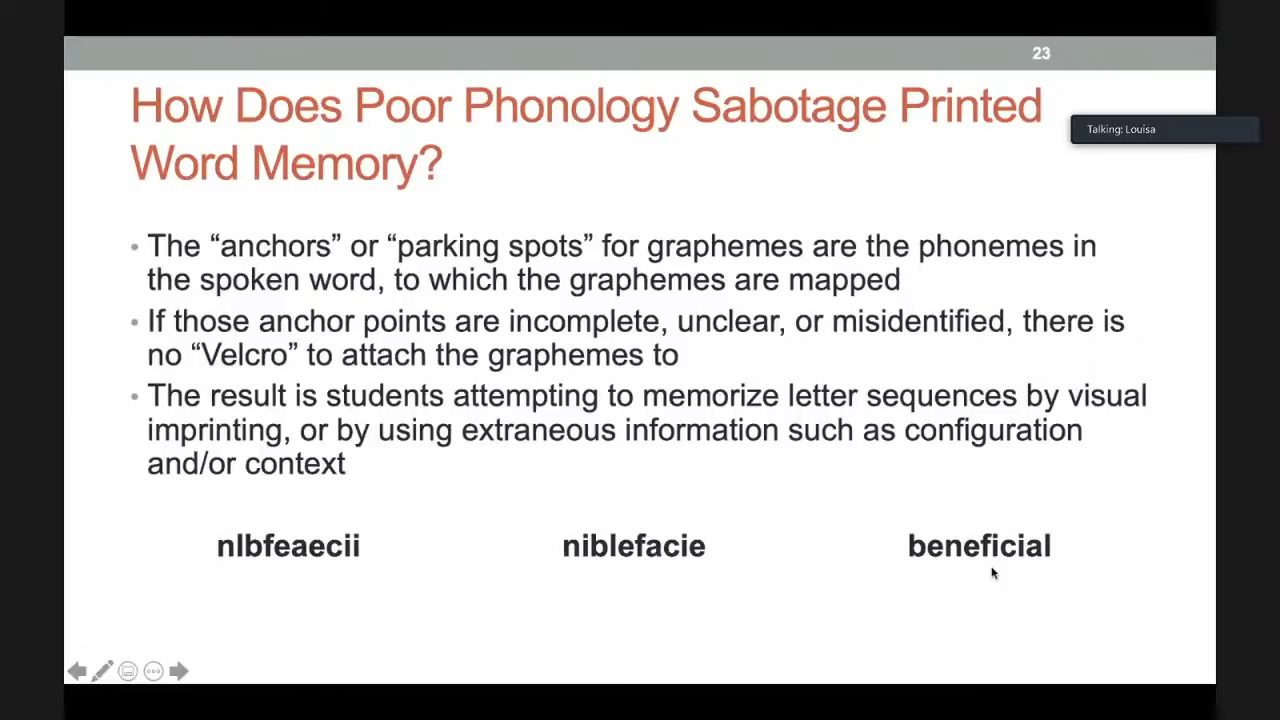 23
How Does Poor Phonology Sabotage Printed
Word Memory?
Talking: Louisa
• The “anchors” or “parking spots” for graphemes are the phonemes in
the spoken word, to which the graphemes are mapped
• If those anchor points are incomplete, unclear, or misidentified, there is
no “Velcro” to attach the graphemes to
• The result is students attempting to memorize letter sequences by visual
imprinting, or by using extraneous information such as configuration
and/or context
nlbfeaecii niblefacie beneficial